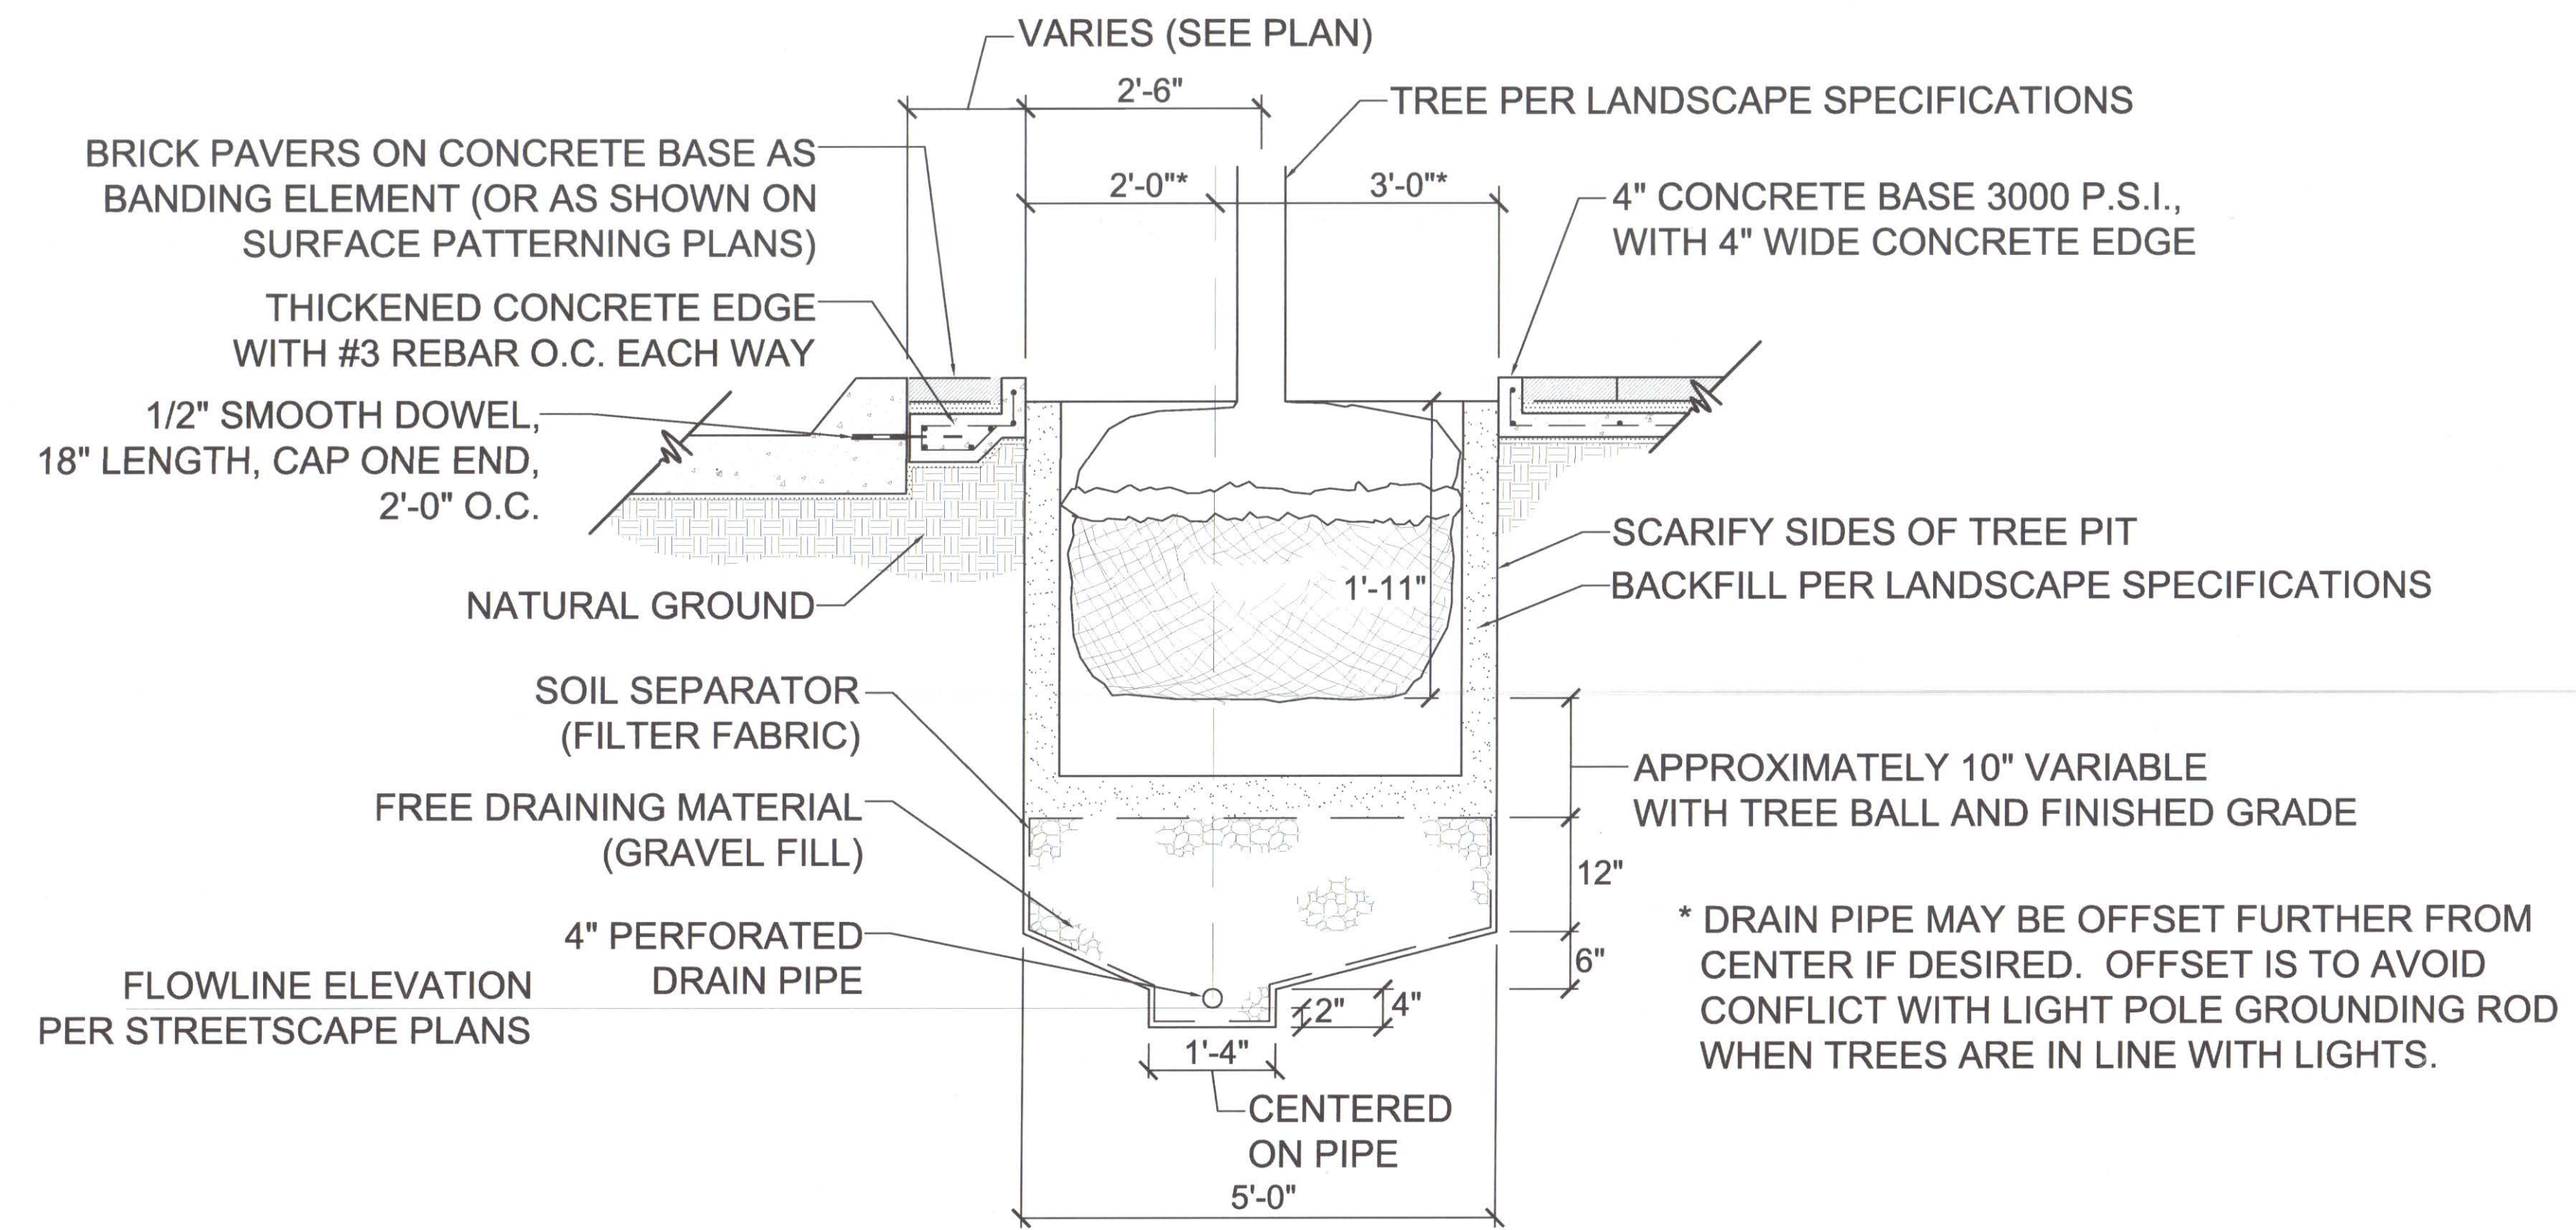 VARIES (SEE PLAN)
2'-6"
TREE PER LANDSCAPE SPECIFICATIONS
BRICK PAVERS ON CONCRETE BASE AS
BANDING ELEMENT (OR AS SHOWN ON
SURFACE PATTERNING PLANS)
2'-0"*
3'-0"*
4" CONCRETE BASE 3000 P.S.I.,
WITH 4" WIDE CONCRETE EDGE
THICKENED CONCRETE EDGE
WITH #3 REBAR O.C. EACH WAY
1/2" SMOOTH DOWEL,
18" LENGTH, CAP ONE END,
2'-0" O.C.
SCARIFY SIDES OF TREE PIT
BACKFILL PER LANDSCAPE SPECIFICATIONS
1'-11"
NATURAL GROUND
SOIL SEPARATOR
(FILTER FABRIC)
APPROXIMATELY 10" VARIABLE
WITH TREE BALL AND FINISHED GRADE
FREE DRAINING MATERIAL
(GRAVEL FILL)
12"
4" PERFORATED
DRAIN PIPE
6"
* DRAIN PIPE MAY BE OFFSET FURTHER FROM
CENTER IF DESIRED. OFFSET IS TO AVOID
CONFLICT WITH LIGHT POLE GROUNDING ROD
WHEN TREES ARE IN LINE WITH LIGHTS.
FLOWLINE ELEVATION
PER STREETSCAPE PLANS
2"
4"
1'-4"
CENTERED
ON PIPE
5'-0"